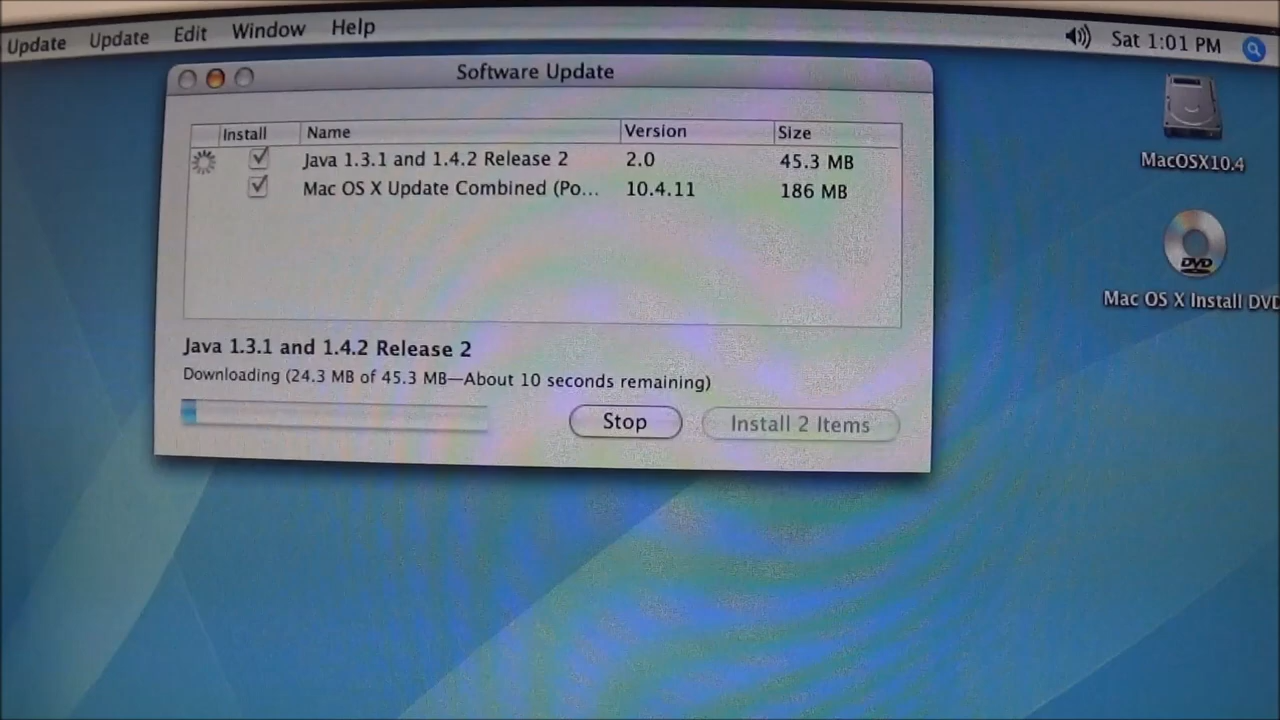 Update Update Edit Window Help Sat 1:01 PM
Software Update
Install Name Version Size
Java 1.3.1 and 1.4.2 Release 2 2.0 45.3 MB
Mac OS X Update Combined (Po... 10.4.11 186 MB
Java 1.3.1 and 1.4.2 Release 2
Downloading (24.3 MB of 45.3 MB—About 10 seconds remaining)
Stop Install 2 Items
MacOSX10.4
DVD
Mac OS X Install DVD